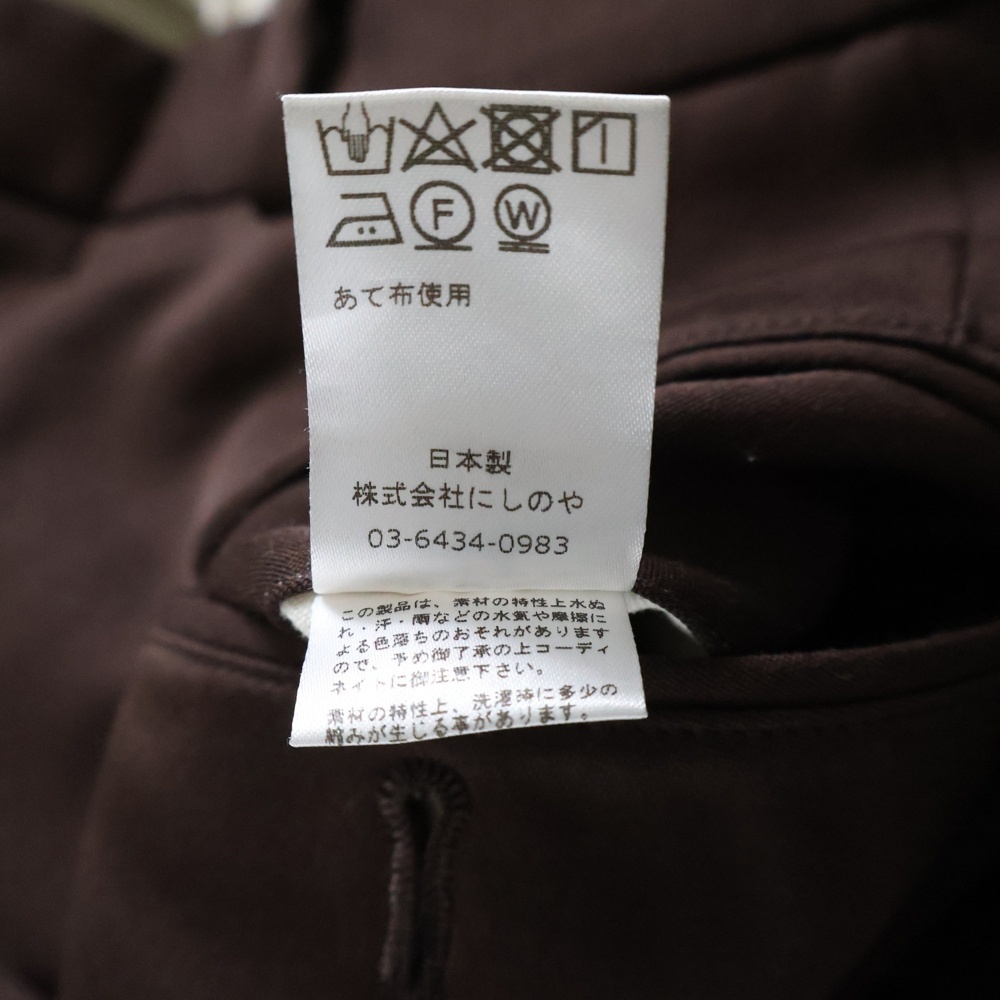 F W
あて布使用
日本製
株式会社にしのや
03-6434-0983
この製品は、素材の特性上水ぬ
れ・汗・雨などの水気や摩擦に
よる色落ちのおそれがあります
ので、予め御了承の上コーディ
ネイトに御注意下さい。
素材の特性上、洗濯時に多少の
縮みが生じる事があります。